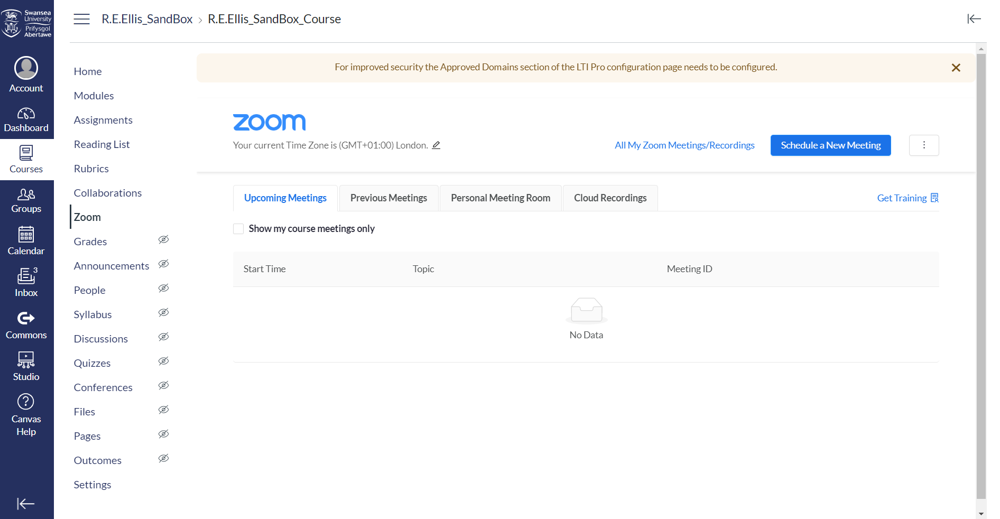 Swansea
University
Prifysgol
Abertawe
R.E.Ellis_SandBox › R.E.Ellis_SandBox_Course
Account
Dashboard
Courses
Groups
Calendar
3
Inbox
Commons
Studio
Canvas
Help
Home
Modules
Assignments
Reading List
Rubrics
Collaborations
Zoom
Grades
Announcements
People
Syllabus
Discussions
Quizzes
Conferences
Files
Pages
Outcomes
Settings
For improved security the Approved Domains section of the LTI Pro configuration page needs to be configured.
zoom
Your current Time Zone is (GMT+01:00) London.
All My Zoom Meetings/Recordings
Schedule a New Meeting
Upcoming Meetings
Previous Meetings
Personal Meeting Room
Cloud Recordings
Get Training
Show my course meetings only
Start Time
Topic
Meeting ID
No Data